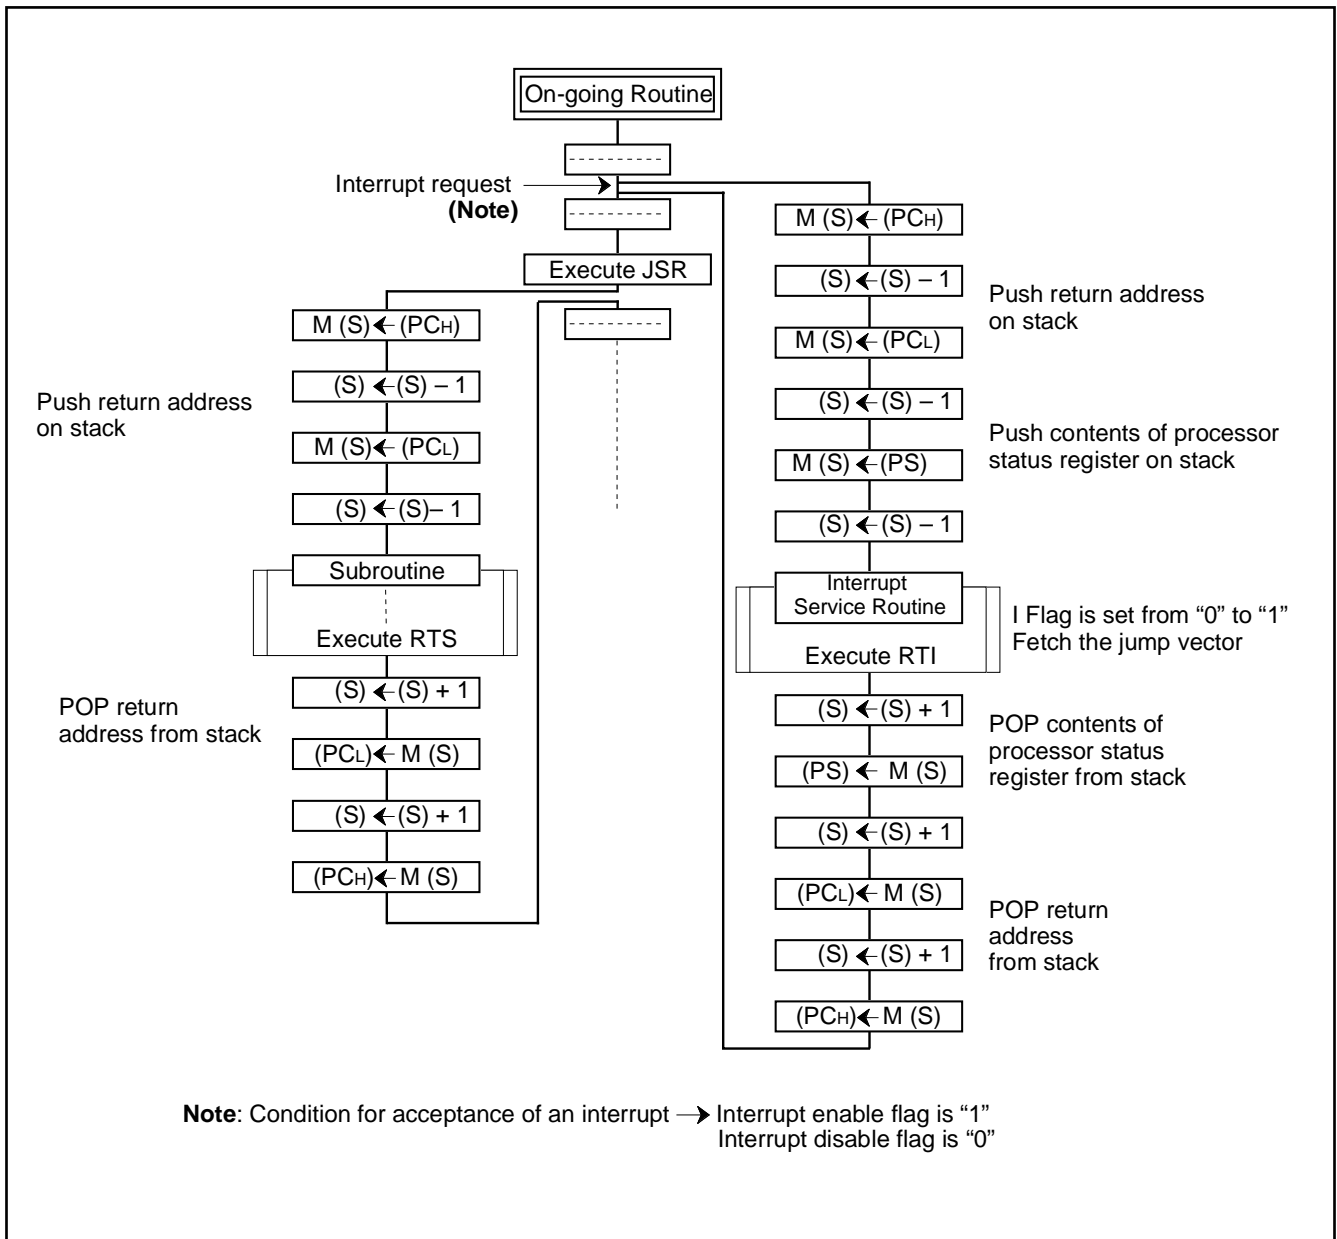 On-going Routine
Interrupt request
(Note)
Execute JSR
M (S) ← (PCH)
(S) ← (S) – 1
M (S) ← (PCL)
(S) ← (S)– 1
Push return address
on stack
Subroutine
Execute RTS
(S) ← (S) + 1
(PCL) ← M (S)
(S) ← (S) + 1
(PCH) ← M (S)
POP return
address from stack
M (S) ← (PCH)
(S) ← (S) – 1
M (S) ← (PCL)
(S) ← (S) – 1
M (S) ← (PS)
(S) ← (S) – 1
Push return address
on stack
Push contents of processor
status register on stack
Interrupt
Service Routine
Execute RTI
I Flag is set from “0” to “1”
Fetch the jump vector
(S) ← (S) + 1
(PS) ← M (S)
(S) ← (S) + 1
(PCL) ← M (S)
(S) ← (S) + 1
(PCH) ← M (S)
POP contents of
processor status
register from stack
POP return
address
from stack
Note: Condition for acceptance of an interrupt → Interrupt enable flag is “1”
Interrupt disable flag is “0”